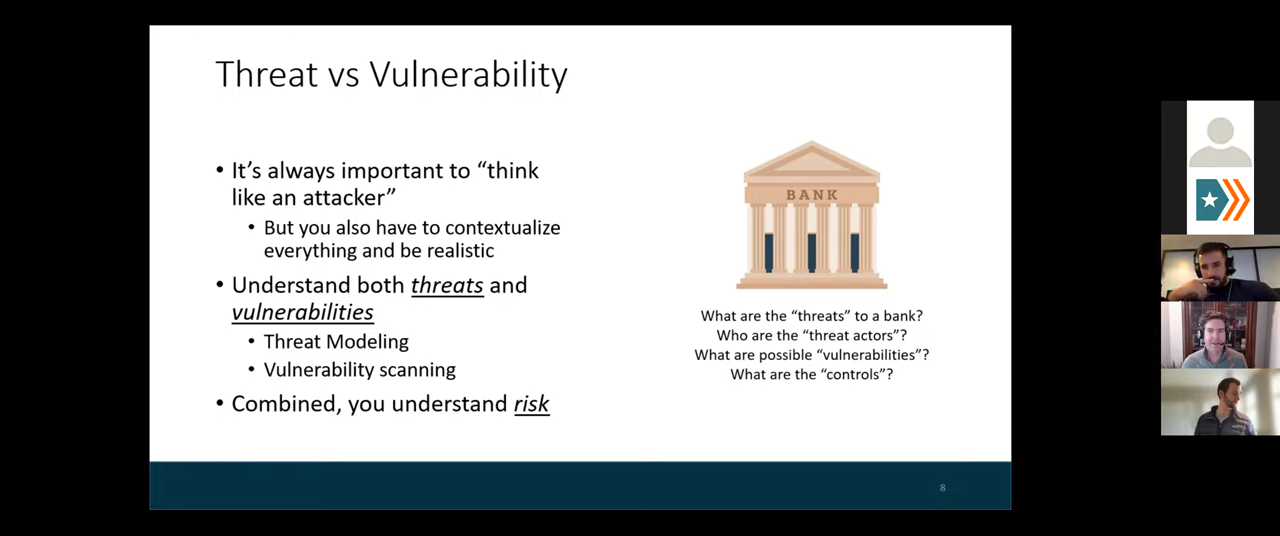 Threat vs Vulnerability
• It’s always important to “think
like an attacker”
• But you also have to contextualize
everything and be realistic
• Understand both threats and
vulnerabilities
• Threat Modeling
• Vulnerability scanning
• Combined, you understand risk
BANK
What are the “threats” to a bank?
Who are the “threat actors”?
What are possible “vulnerabilities”?
What are the “controls”?
8